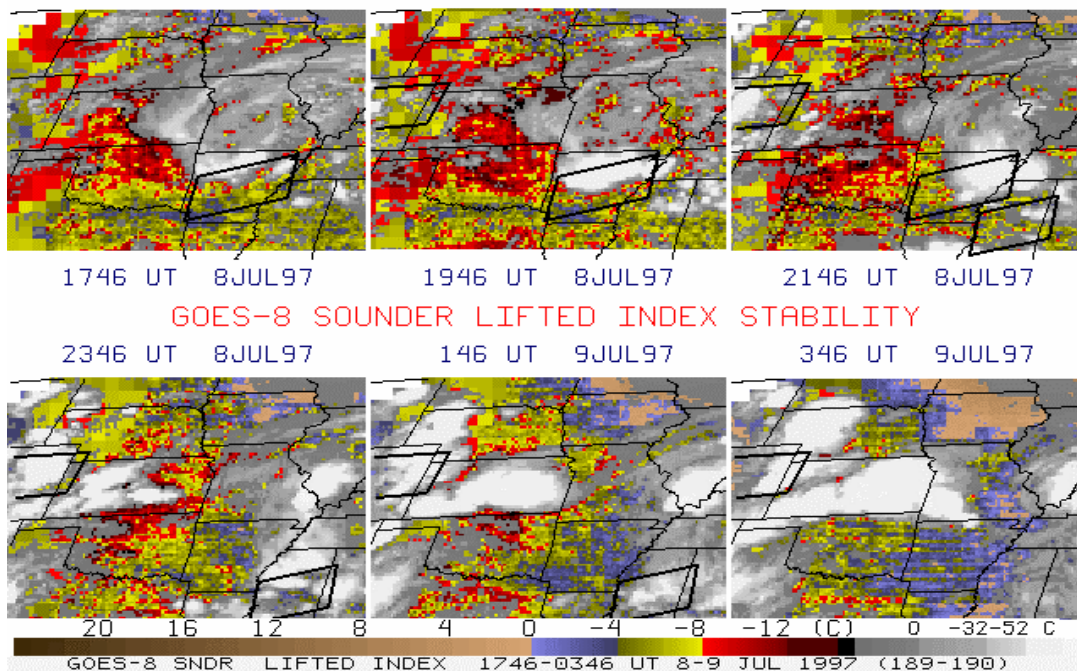 1746 UT 8JUL97 1946 UT 8JUL97 2146 UT 8JUL97
GOES-8 SOUNDER LIFTED INDEX STABILITY
2346 UT 8JUL97 146 UT 9JUL97 346 UT 9JUL97
20 16 12 8 4 0 -4 -8 -12 (C) 0 -32-52 C
GOES-8 SNDR LIFTED INDEX 1746-0346 UT 8-9 JUL 1997 (189-190)